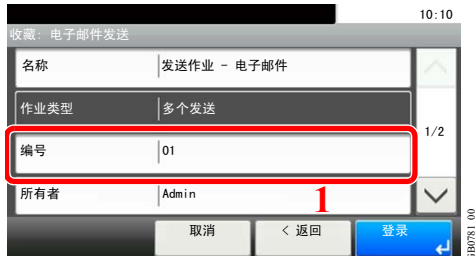 10:10
收藏: 电子邮件发送
名称 发送作业 - 电子邮件
作业类型 多个发送
1/2
编号 01
所有者 Admin
1
取消 < 返回 登录
GB0781_00